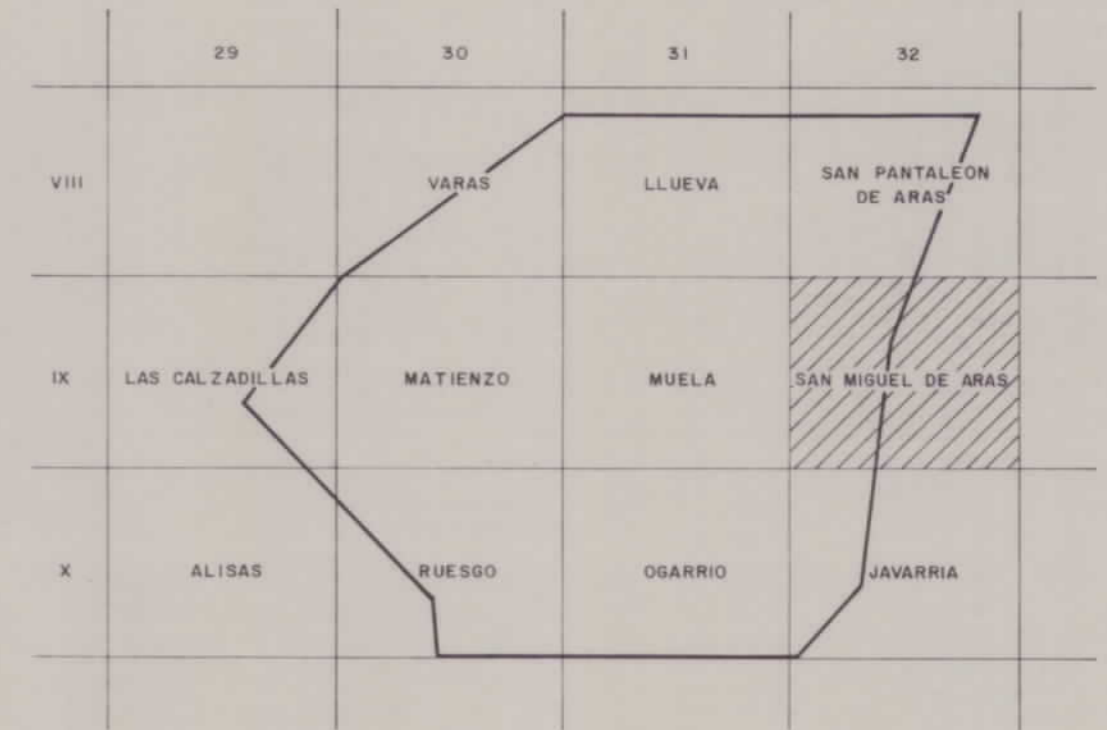 29 30 31 32
VIII VARAS LLUEVA SAN PANTALEON
DE ARAS
IX LAS CALZADILLAS MATIENZO MUELA SAN MIGUEL DE ARAS
X ALISAS RUESGO OGARRIO JAVARRIA